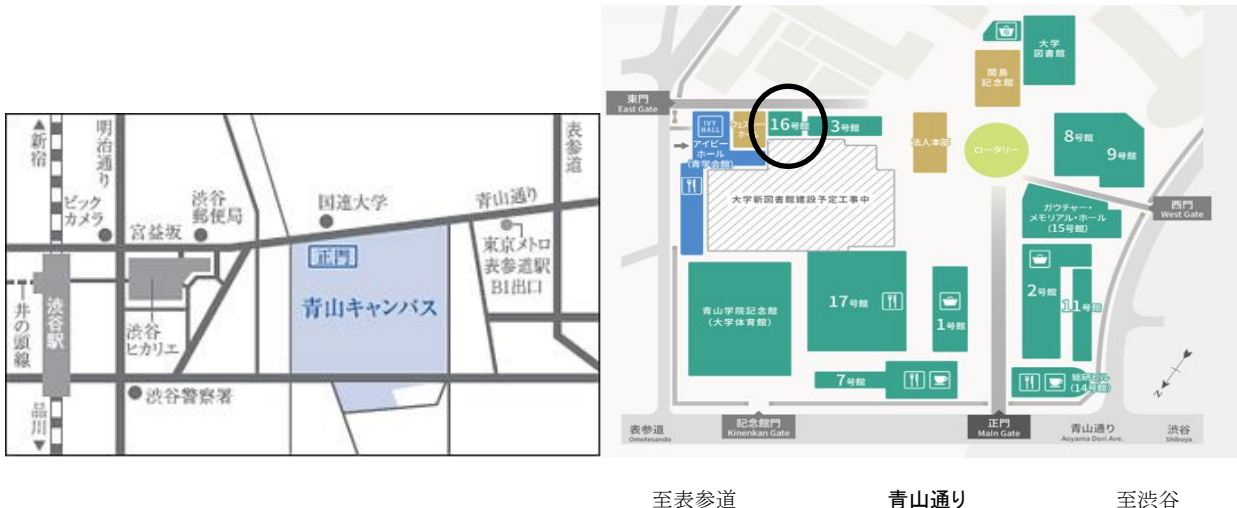 ▲新宿
明治通り
ビック
カメラ
宮益坂
渋谷
郵便局
国連大学
青山通り
表参道
東京メトロ
表参道駅
B1出口
正門
青山キャンパス
井の頭線
渋谷駅
渋谷
ヒカリエ
渋谷警察署
品川▼
東門
East Gate
IVY
HALL
アイビー
ホール
(青学会館)
ウェスレー
ホール
16号館
3号館
法人本部
間島
記念館
大学
図書館
ロータリー
8号館
9号館
西門
West Gate
大学新図書館建設予定工事中
ガウチャー・
メモリアル・ホール
(15号館)
青山学院記念館
(大学体育館)
17号館
1号館
2号館
11号館
7号館
総研ビル
(14号館)
N
表参道
Omotesando
記念館門
Kinenkan Gate
正門
Main Gate
青山通り
Aoyama Dori Ave.
渋谷
Shibuya
至表参道 青山通り 至渋谷